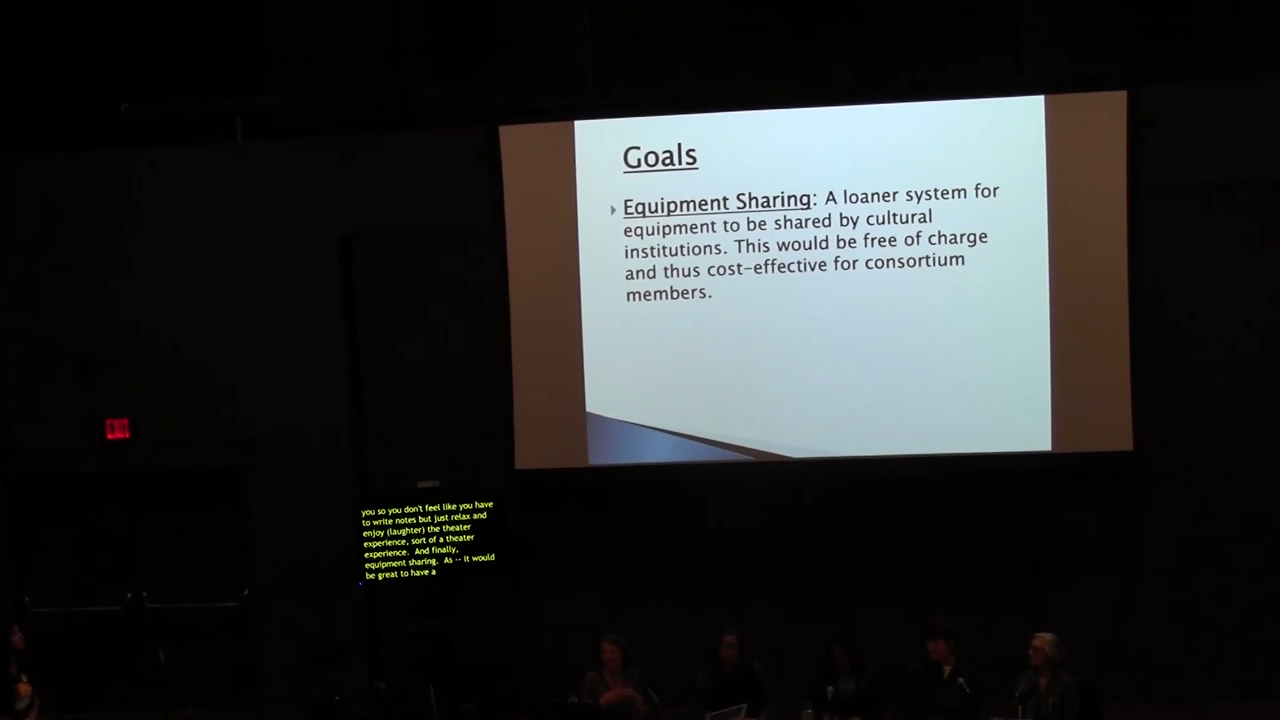 Goals
Equipment Sharing: A loaner system for
equipment to be shared by cultural
institutions. This would be free of charge
and thus cost-effective for consortium
members.
you so you don't feel like you have
to write notes but just relax and
enjoy (laughter) the theater
experience, sort of a theater
experience.  And finally,
equipment sharing.  As -- it would
be great to have a